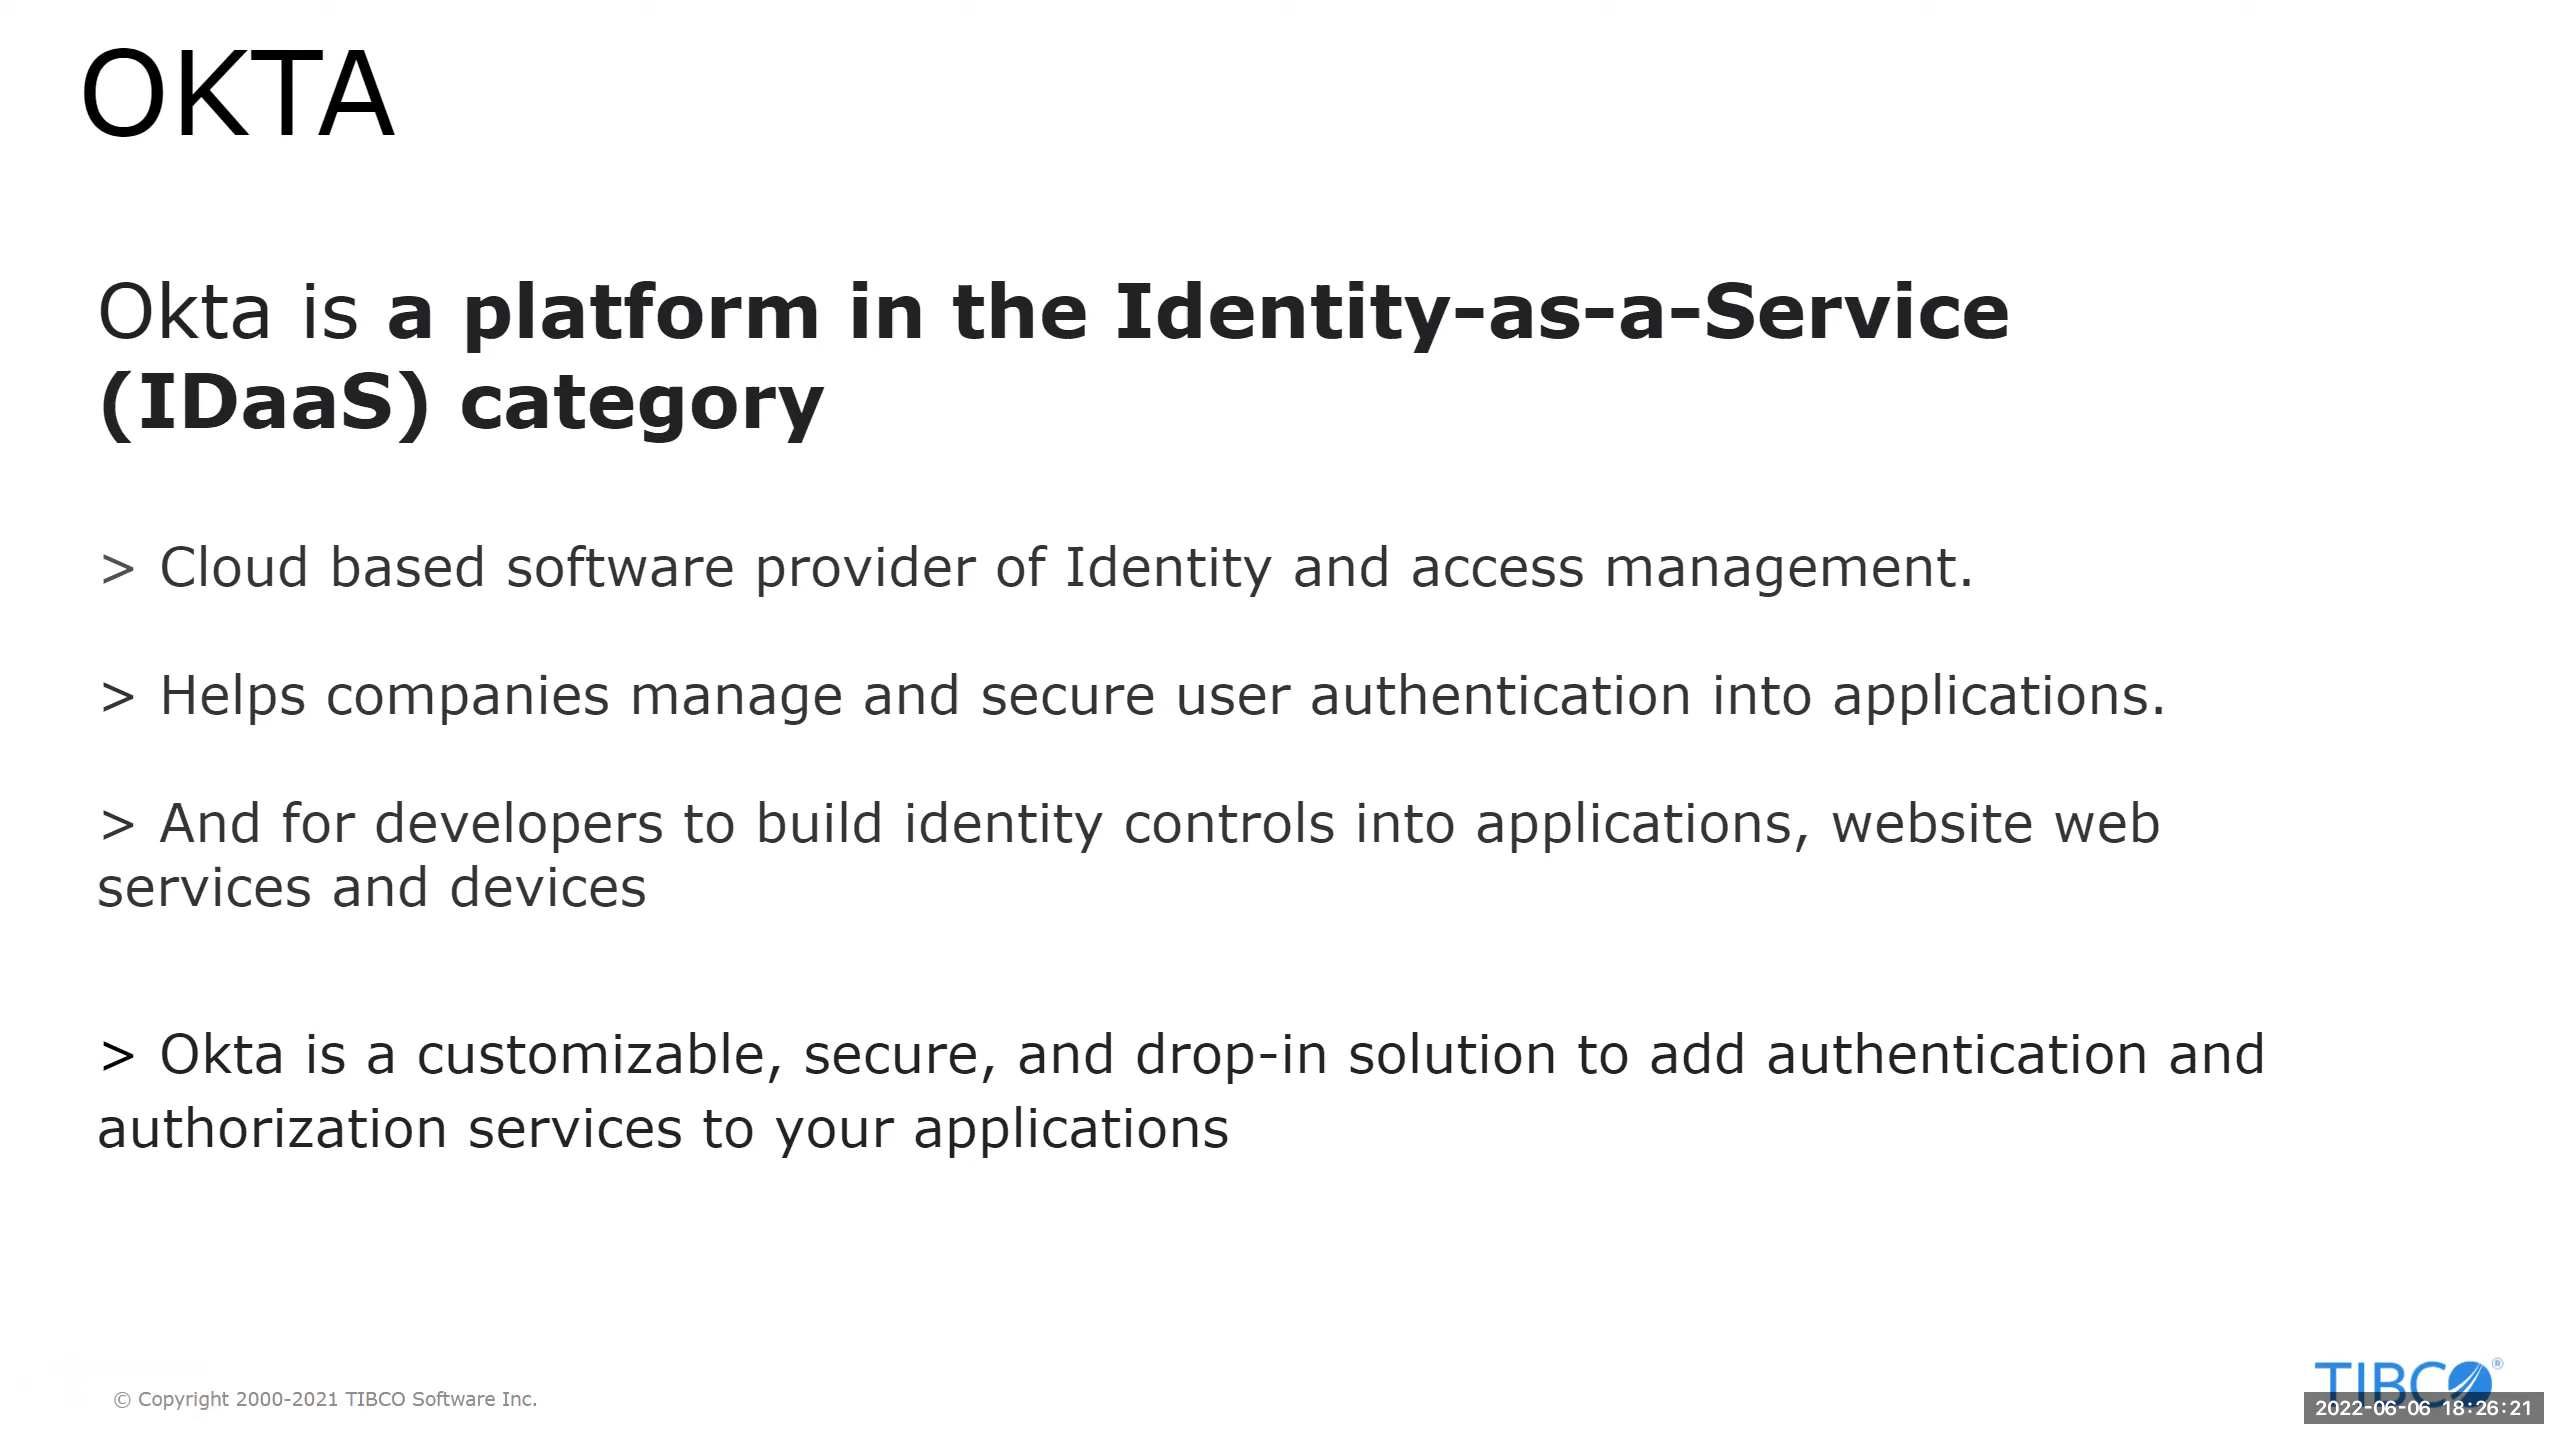 OKTA
Okta is a platform in the Identity-as-a-Service
(IDaaS) category
> Cloud based software provider of Identity and access management.
> Helps companies manage and secure user authentication into applications.
> And for developers to build identity controls into applications, website web
services and devices
> Okta is a customizable, secure, and drop-in solution to add authentication and
authorization services to your applications
© Copyright 2000-2021 TIBCO Software Inc.
TIBCO®
2022-06-06 18:26:21